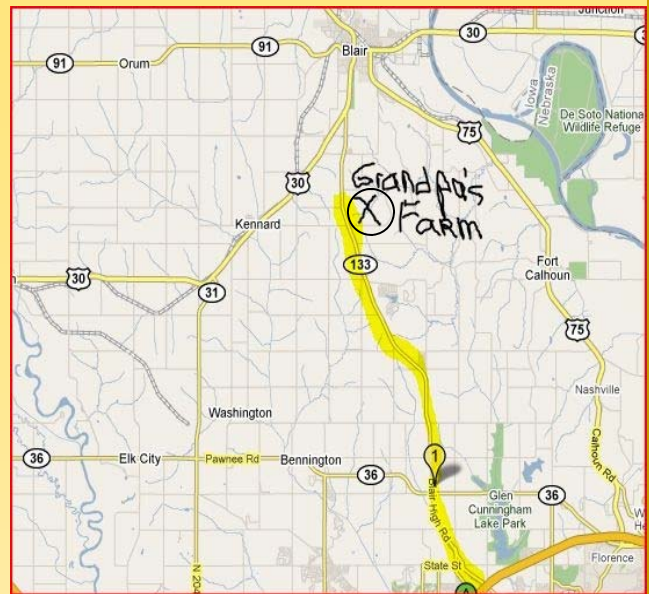 Junction
30
3
91
91
Orum
Blair
Iowa
Nebraska
De Soto National
Wildlife Refuge
75
30
Grandpa's
X Farm
Kennard
133
30
31
Fort
Calhoun
75
Nashville
Washington
Calhoun Rd
36
Elk City
Pawnee Rd
Bennington
1
36
36
Blair High Rd
Glen
Cunningham
Lake Park
Florence
State St
N 204
A